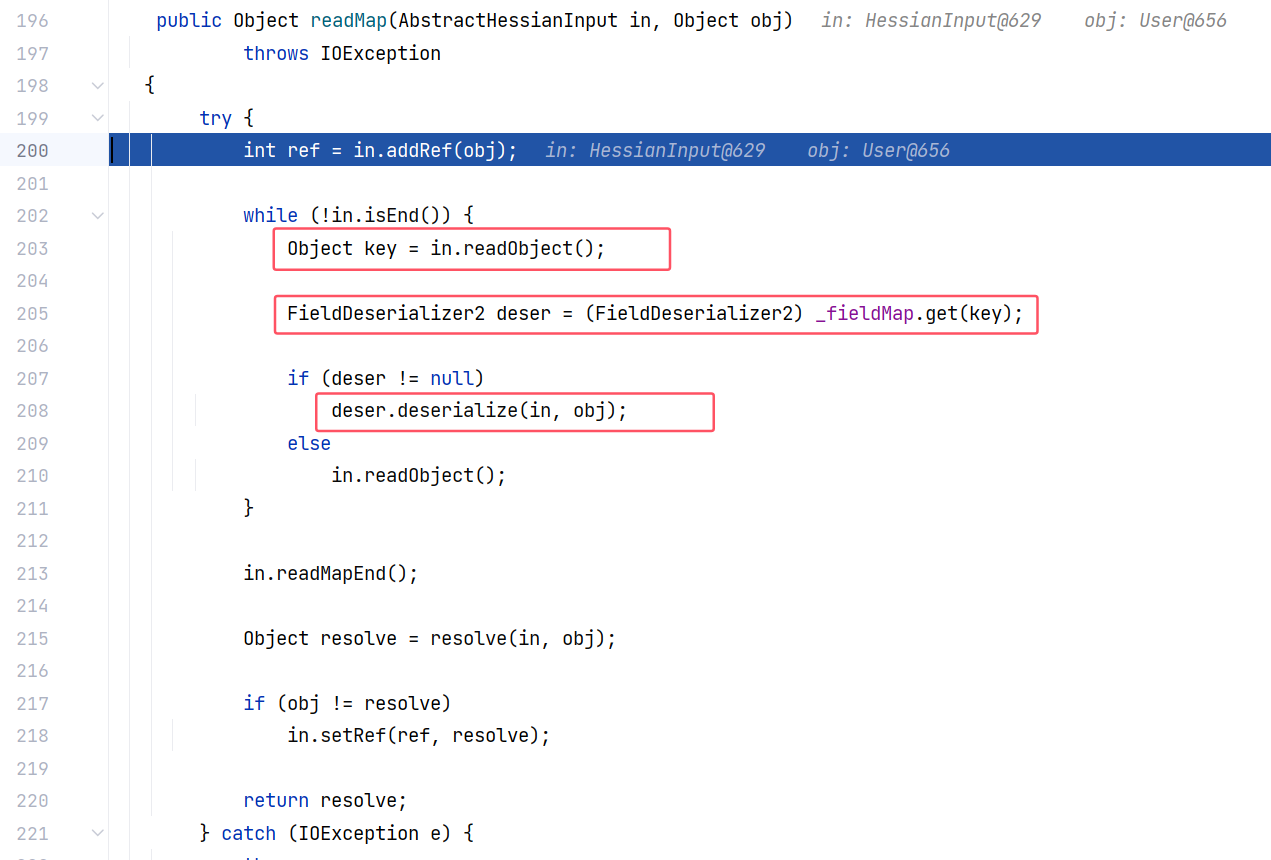 196 public Object readMap(AbstractHessianInput in, Object obj) in: HessianInput@629 obj: User@656
197 throws IOException
198 {
199 try {
200 int ref = in.addRef(obj); in: HessianInput@629 obj: User@656
201
202 while (!in.isEnd()) {
203 Object key = in.readObject();
204
205 FieldDeserializer2 deser = (FieldDeserializer2) _fieldMap.get(key);
206
207 if (deser != null)
208 deser.deserialize(in, obj);
209 else
210 in.readObject();
211 }
212
213 in.readMapEnd();
214
215 Object resolve = resolve(in, obj);
216
217 if (obj != resolve)
218 in.setRef(ref, resolve);
219
220 return resolve;
221 } catch (IOException e) {